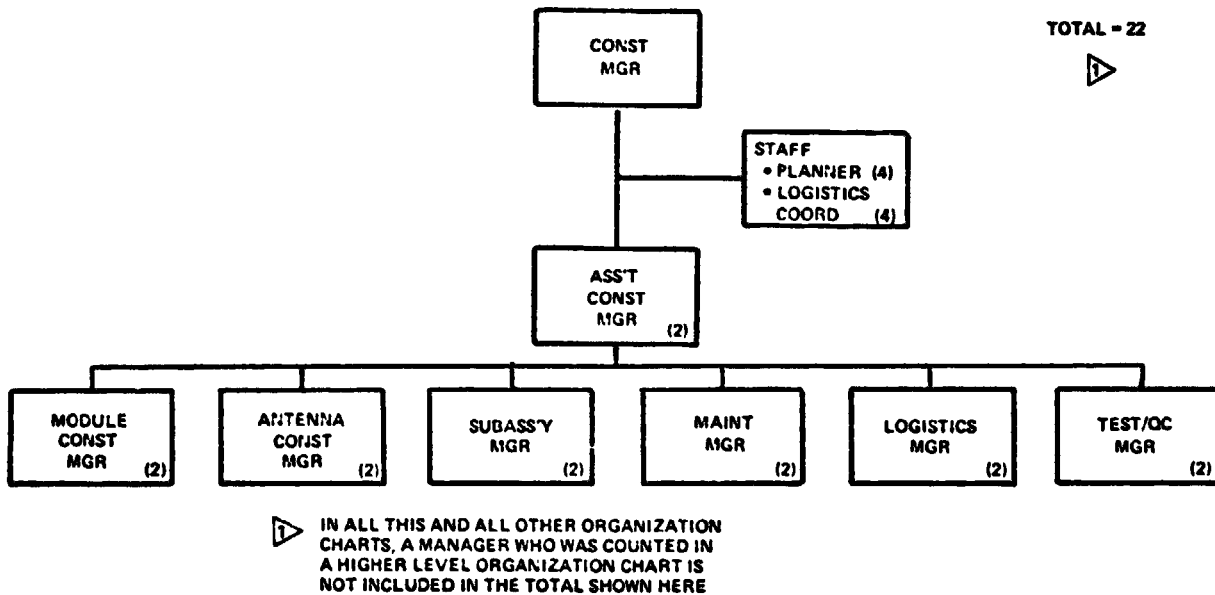 CONST
MGR
TOTAL = 22
1
STAFF
• PLANNER (4)
• LOGISTICS
COORD (4)
ASS'T
CONST
MGR (2)
MODULE
CONST
MGR (2)
ANTENNA
CONST
MGR (2)
SUBASS'Y
MGR
(2)
MAINT
MGR
(2)
LOGISTICS
MGR
(2)
TEST/QC
MGR
(2)
1 IN ALL THIS AND ALL OTHER ORGANIZATION
CHARTS, A MANAGER WHO WAS COUNTED IN
A HIGHER LEVEL ORGANIZATION CHART IS
NOT INCLUDED IN THE TOTAL SHOWN HERE